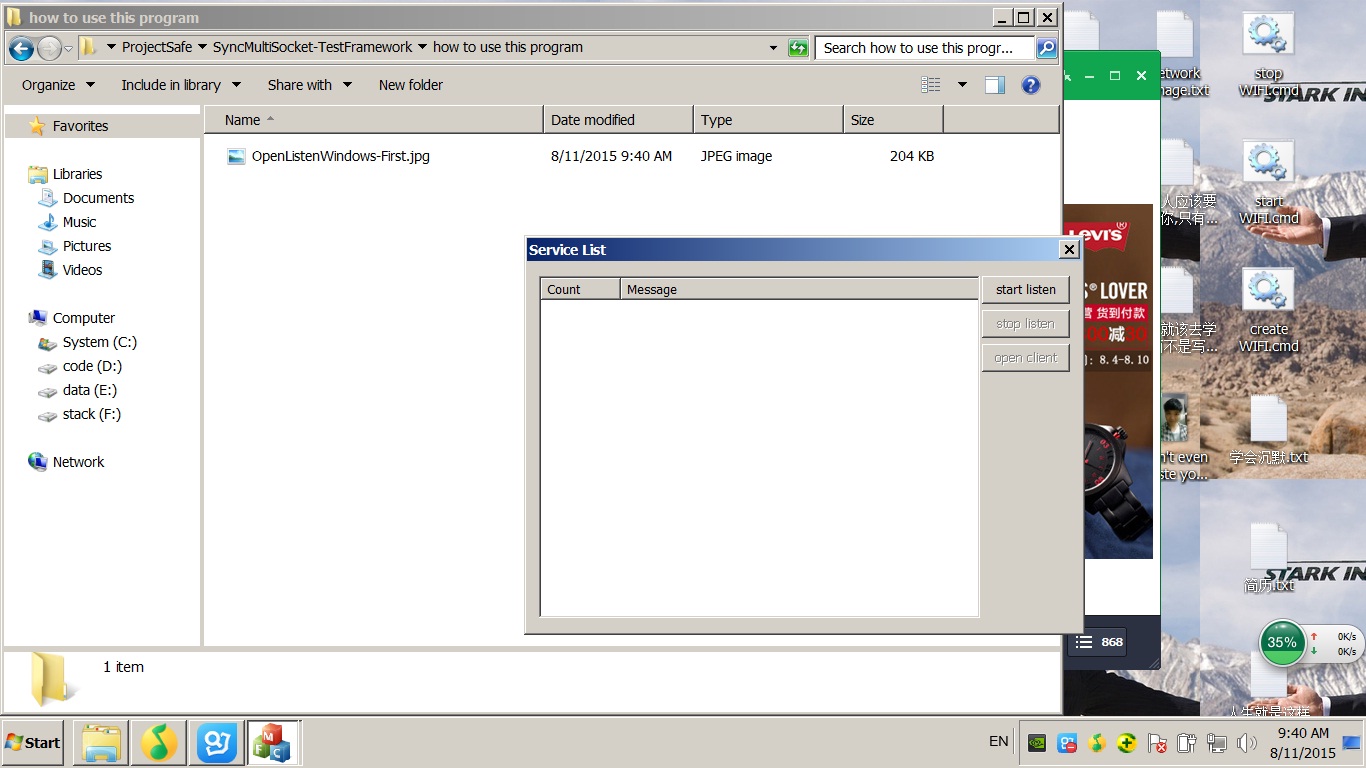 how to use this program
ProjectSafe SyncMultiSocket-TestFramework how to use this program
Search how to use this progr...
Organize Include in library Share with New folder
Favorites
Libraries
Documents
Music
Pictures
Videos
Computer
System (C:)
code (D:)
data (E:)
stack (F:)
Network
Name Date modified Type Size
OpenListenWindows-First.jpg 8/11/2015 9:40 AM JPEG image 204 KB
Service List
Count Message
start listen
stop listen
open client
1 item
LEVI'S®
S® LOVER
货到付款
减30
: 8.4-8.10
868
stop
WIFI.cmd
STARK IN
start
WIFI.cmd
人应该要
你,只有...
create
WIFI.cmd
就该去学
不是写...
学会沉默.txt
简历.txt
STARK IN
35%
0K/s
0K/s
人生就是这样
Start
M
F C
EN
9:40 AM
8/11/2015